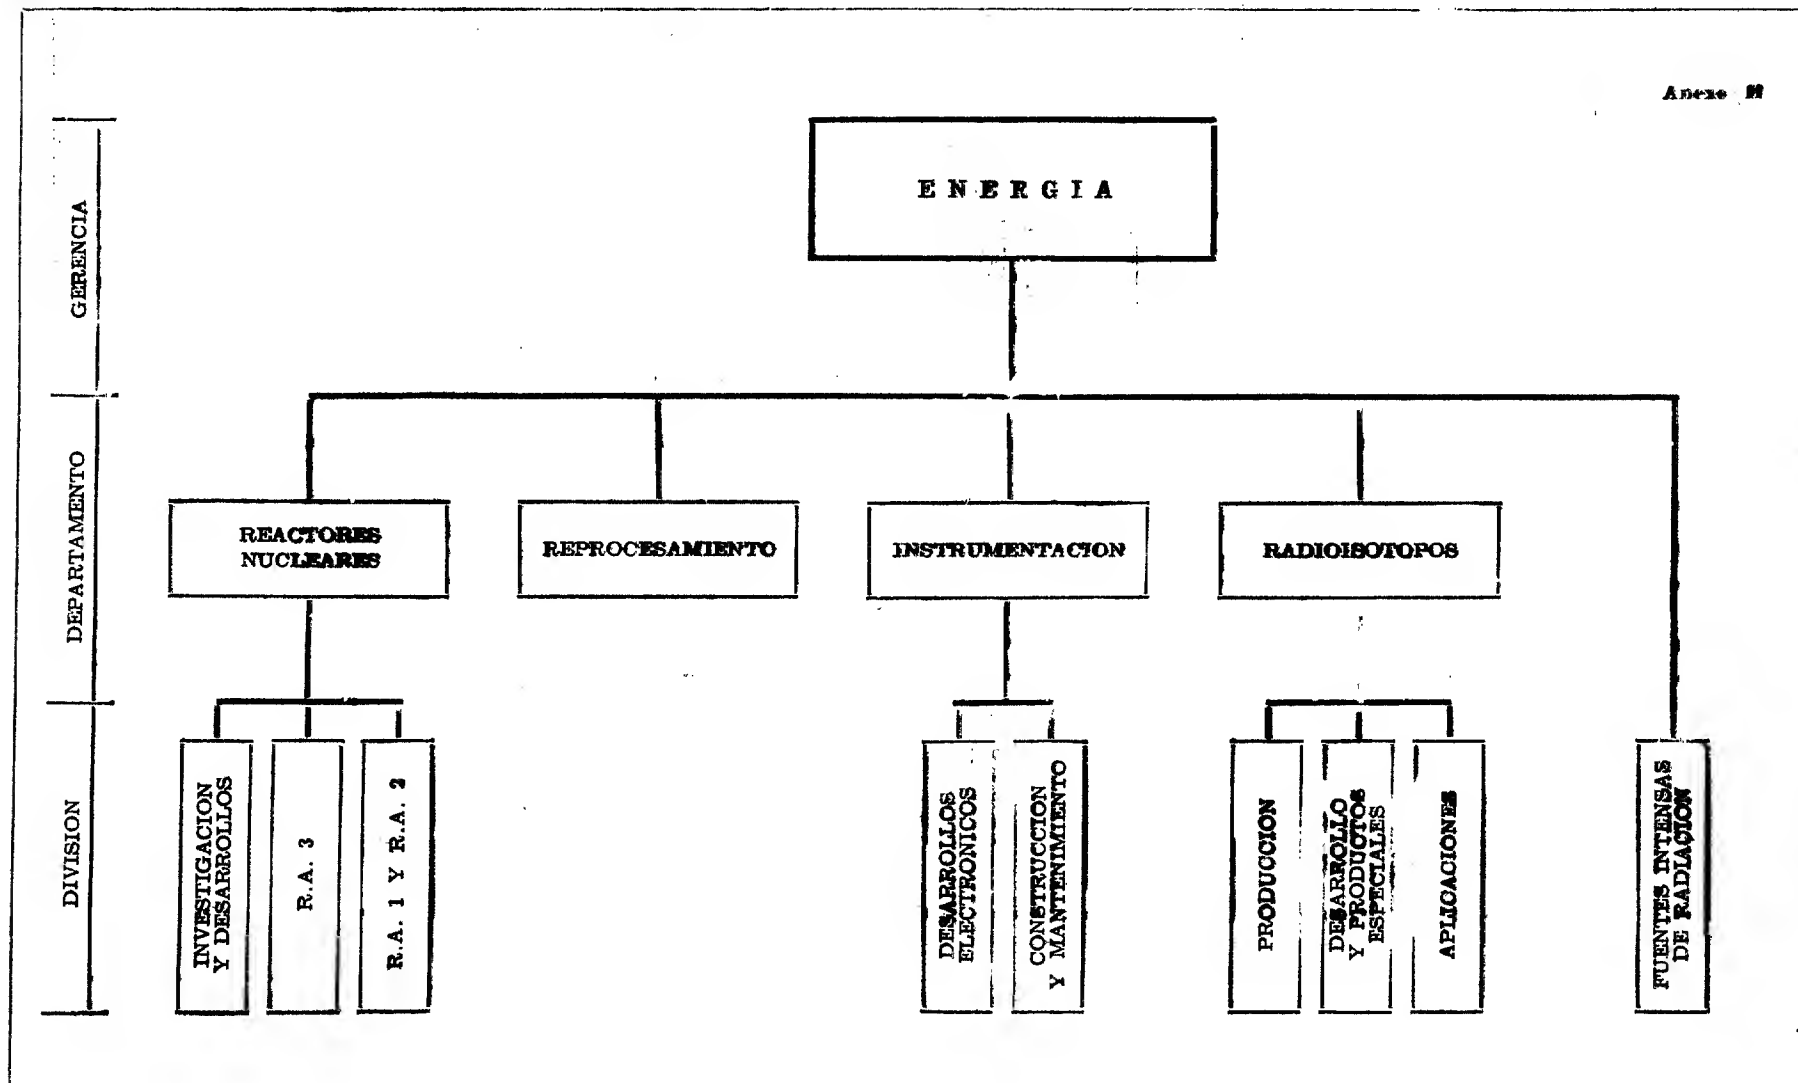 Anexo
ENERGIA
GERENCIA
DEPARTAMENTO
DIVISION
REACTORES
NUCLEARES
REPROCESAMIENTO
INSTRUMENTACION
RADIOISOTOPOS
INVESTIGACION
Y DESARROLLOS
R.A. 3
R.A. 1 Y R.A. 2
DESARROLLOS
ELECTRONICOS
CONSTRUCCION
Y MANTENIMIENTO
PRODUCCION
DESARROLLO
Y PRODUCTOS
ESPECIALES
APLICACIONES
FUENTES INTENSAS
DE RADIACION